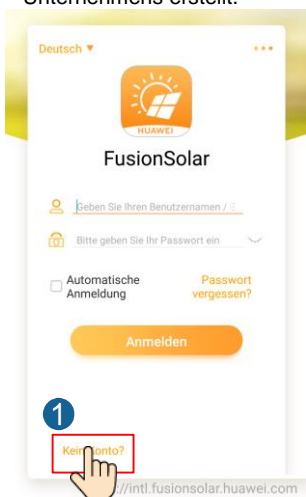 Unternehmens erstellt.
Deutsch ▼
HUAWEI
FusionSolar
Geben Sie Ihren Benutzernamen /
Bitte geben Sie Ihr Passwort ein
Automatische Anmeldung
Passwort vergessen?
Anmelden
1
Kein Konto?
//intl.fusionsolar.huawei.com